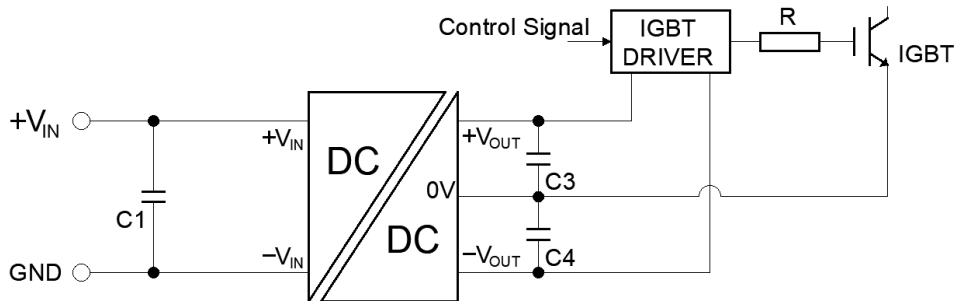 Control Signal
IGBT
DRIVER
R
IGBT
+VIN
+VIN
DC
+VOUT
C3
0V
C1
DC
C4
GND
−VIN
−VOUT